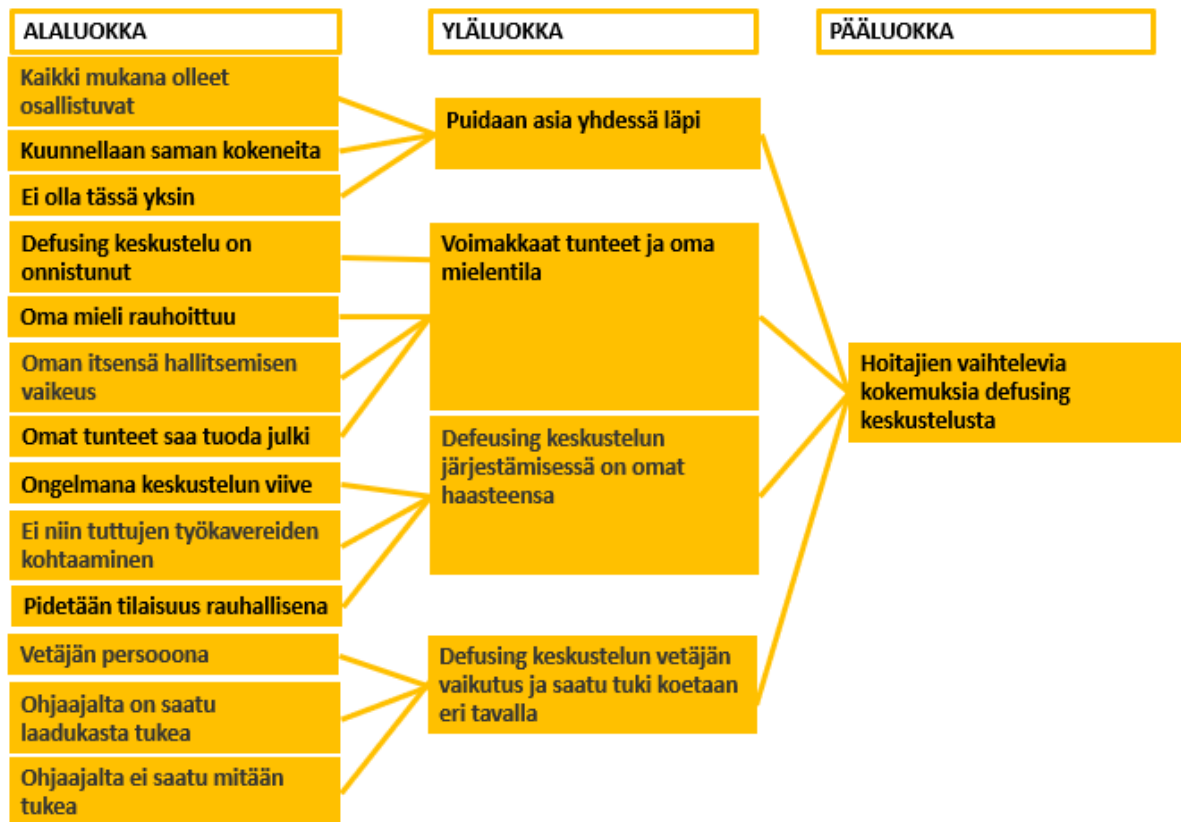 ALALUOKKA
YLÄLUOKKA
PÄÄLUOKKA
Kaikki mukana olleet
osallistuvat
Kuunnellaan saman kokeneita
Ei olla tässä yksin
Defusing keskustelu on
onnistunut
Oma mieli rauhoittuu
Oman itsensä hallitsemisen
vaikeus
Omat tunteet saa tuoda julki
Ongelmana keskustelun viive
Ei niin tuttujen työkavereiden
kohtaaminen
Pidetään tilaisuus rauhallisena
Vetäjän persooona
Ohjaajalta on saatu
laadukasta tukea
Ohjaajalta ei saatu mitään
tukea
Puidaan asia yhdessä läpi
Voimakkaat tunteet ja oma
mielentila
Defeusing keskustelun
järjestämisessä on omat
haasteensa
Defusing keskustelun vetäjän
vaikutus ja saatu tuki koetaan
eri tavalla
Hoitajien vaihtelevia
kokemuksia defusing
keskustelusta